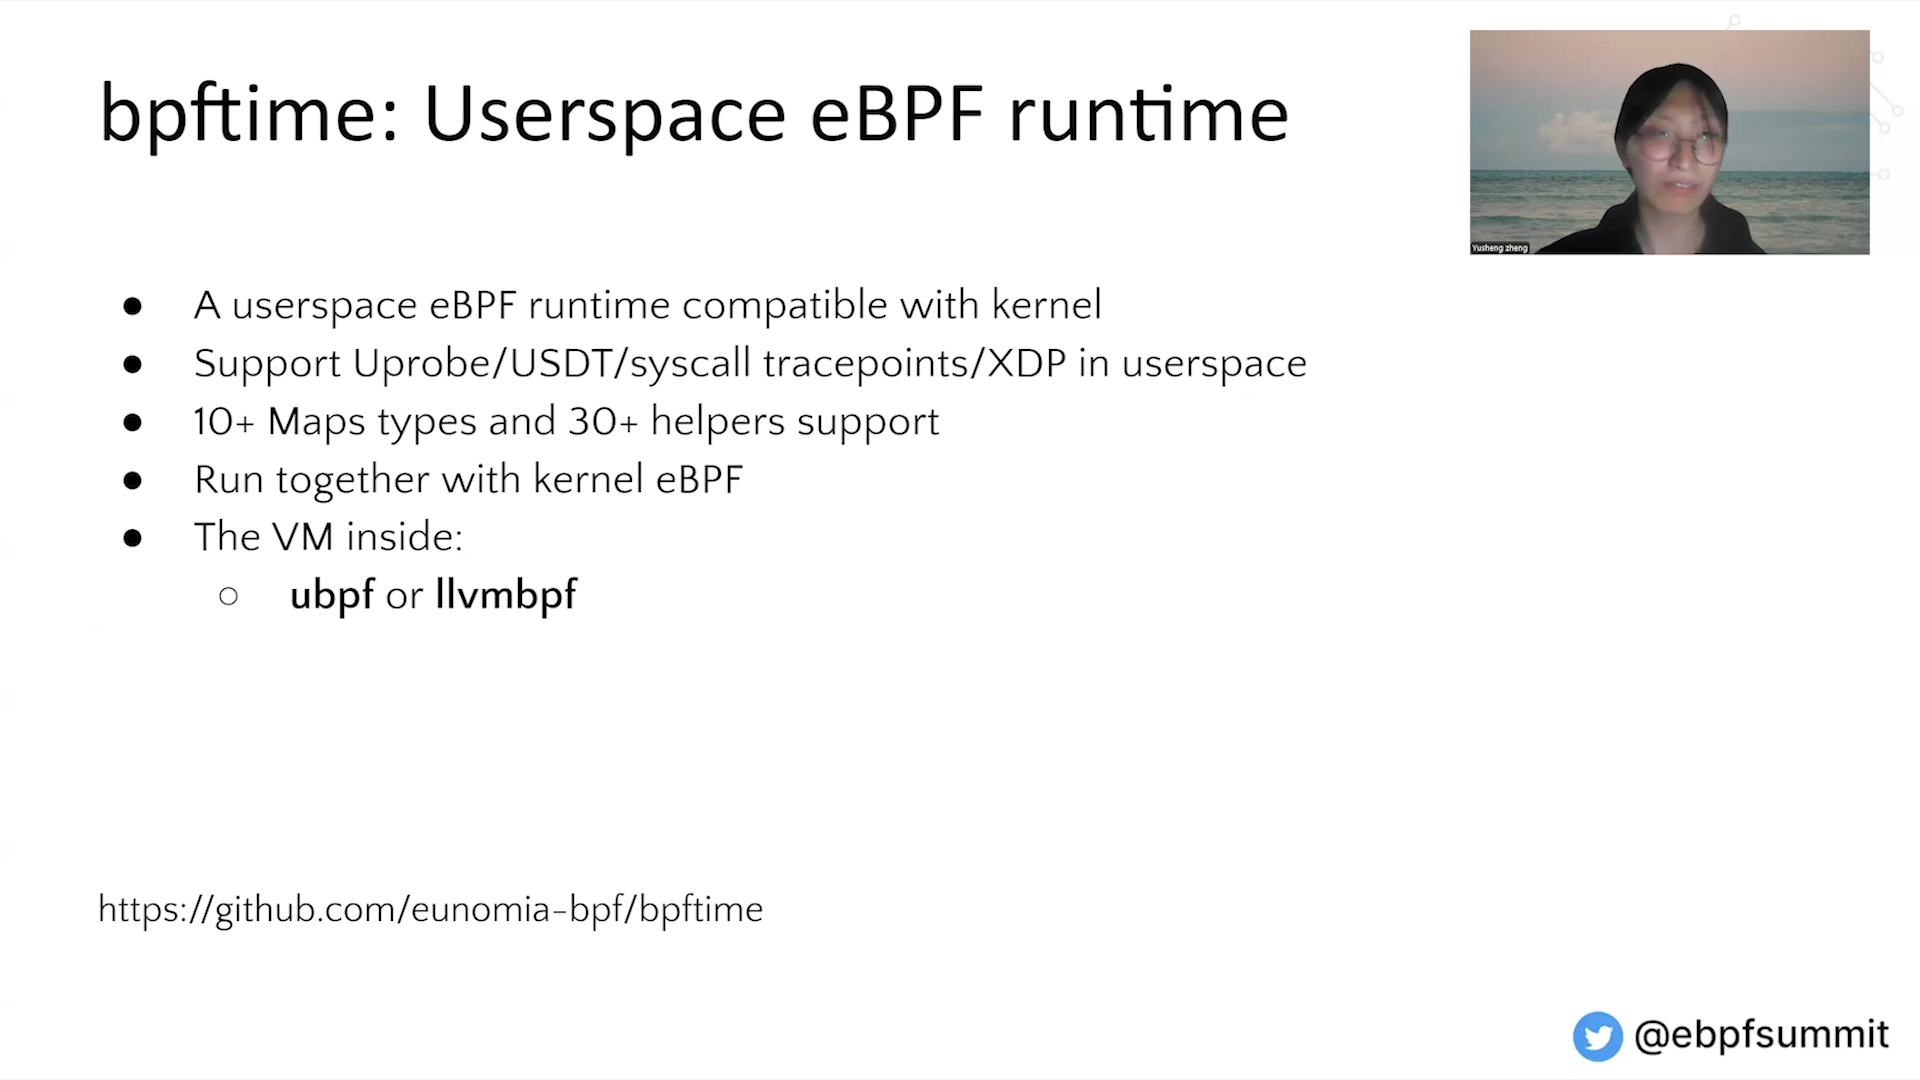 bpftime: Userspace eBPF runtime
Yusheng zheng
● A userspace eBPF runtime compatible with kernel
● Support Uprobe/USDT/syscall tracepoints/XDP in userspace
● 10+ Maps types and 30+ helpers support
● Run together with kernel eBPF
● The VM inside:
○ ubpf or llvmbpf
https://github.com/eunomia-bpf/bpftime
@ebpfsummit